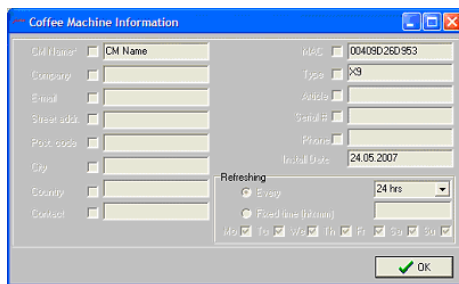 Coffee Machine Information
CM Name* CM Name
Company
E-mail
Street addr.
Post. code
City
Country
Contact
MAC 00409D26D953
Type X9
Article
Serial #
Phone
Install Date 24.05.2007
Refreshing
Every 24 hrs
Fixed time (hh:mm)
Mo Tu We Th Fr Sa Su
OK